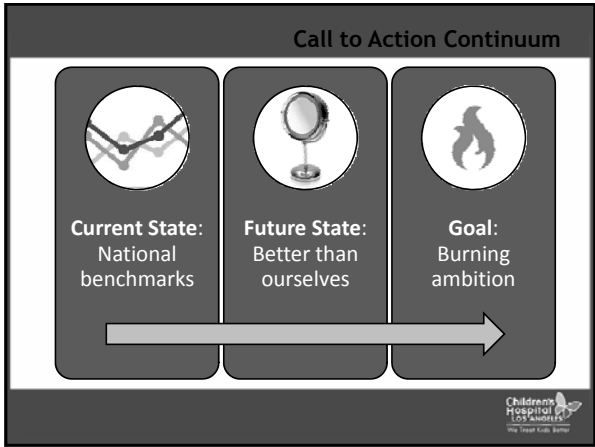 Call to Action Continuum
Current State:
National
benchmarks
Future State:
Better than
ourselves
Goal:
Burning
ambition
Children's
Hospital
LOS ANGELES
We Treat Kids Better